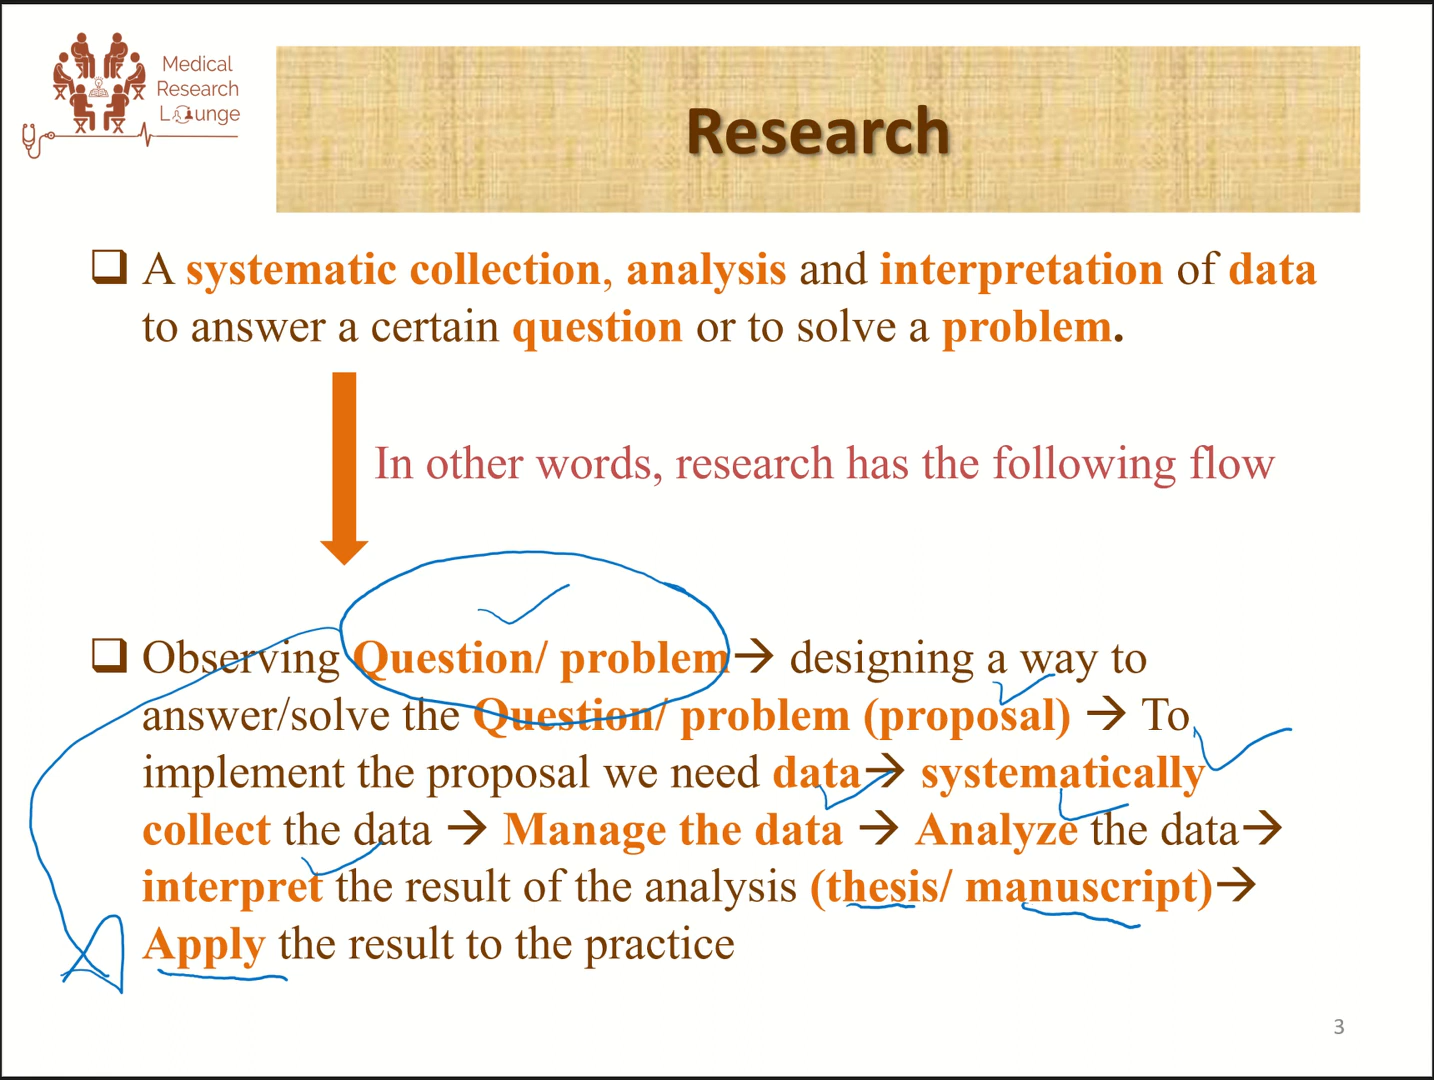 Medical
Research
Lounge
Research
❑ A systematic collection, analysis and interpretation of data
to answer a certain question or to solve a problem.
In other words, research has the following flow
❑ Observing Question/ problem→ designing a way to
answer/solve the Question/ problem (proposal) → To
implement the proposal we need data→ systematically
collect the data → Manage the data → Analyze the data→
interpret the result of the analysis (thesis/ manuscript)→
Apply the result to the practice
3